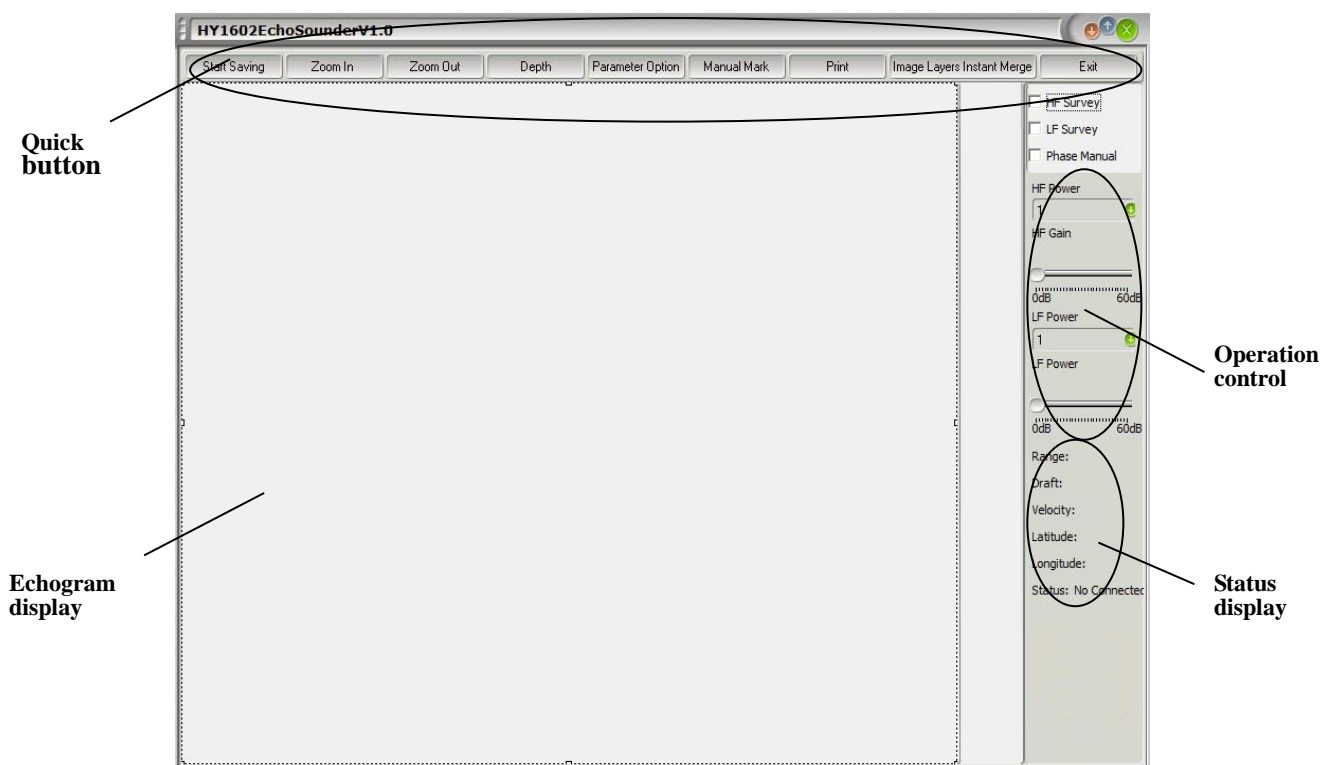 HY1602EchoSounderV1.0
Start Saving Zoom In Zoom Out Depth Parameter Option Manual Mark Print Image Layers Instant Merge Exit
HF Survey
LF Survey
Phase Manual
HF Power
1
HF Gain
0dB 60dB
LF Power
1
LF Power
0dB 60dB
Range:
Draft:
Velocity:
Latitude:
Longitude:
Status: No Connected
Quick
button
Echogram
display
Operation
control
Status
display